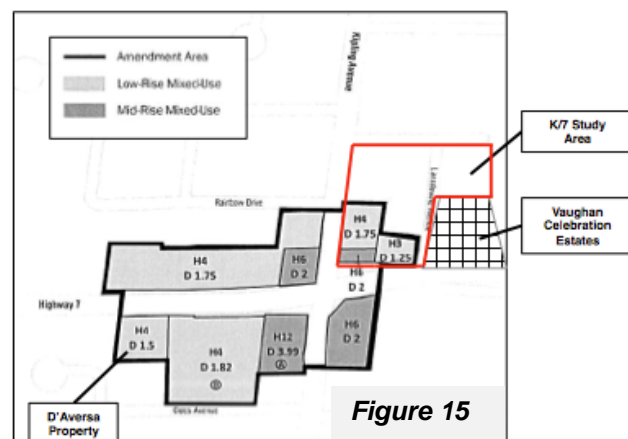 Amendment Area
Low-Rise Mixed-Use
Mid-Rise Mixed-Use
Kipling Avenue
K/7 Study
Area
Rainbow Drive
Vaughan
Celebration
Estates
H4
D 1.75
H3
D 1.25
H4
D 1.75
H6
D 2
H6
D 2
Highway 7
H6
D 2
H4
D 1.5
H12
D 3.99
A
H4
D 1.82
B
D'Aversa
Property
Figure 15